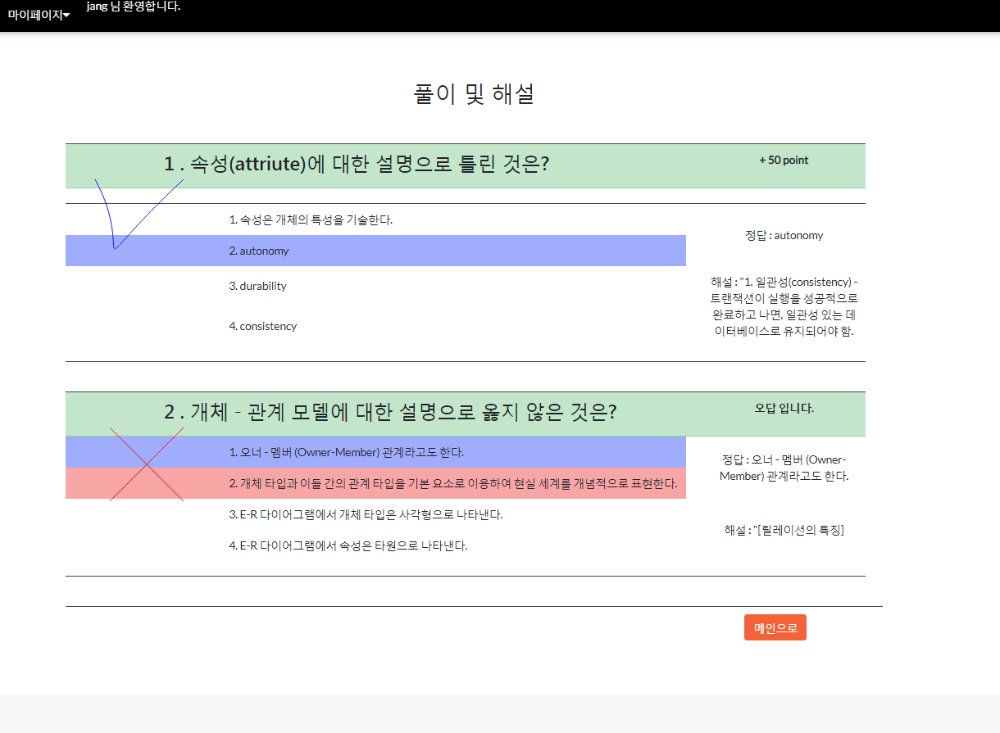 마이페이지
jang 님 환영합니다.
풀이 및 해설
1 . 속성(attriute)에 대한 설명으로 틀린 것은?
+ 50 point
1. 속성은 개체의 특성을 기술한다.
2. autonomy
3. durability
4. consistency
정답 : autonomy
해설 : "1. 일관성(consistency) -
트랜잭션이 실행을 성공적으로
완료하고 나면, 일관성 있는 데
이터베이스로 유지되어야 함.
2 . 개체 - 관계 모델에 대한 설명으로 옳지 않은 것은?
오답 입니다.
1. 오너 - 멤버 (Owner-Member) 관계라고도 한다.
2. 개체 타입과 이들 간의 관계 타입을 기본 요소로 이용하여 현실 세계를 개념적으로 표현한다.
3. E-R 다이어그램에서 개체 타입은 사각형으로 나타낸다.
4. E-R 다이어그램에서 속성은 타원으로 나타낸다.
정답 : 오너 - 멤버 (Owner-
Member) 관계라고도 한다.
해설 : "[릴레이션의 특징]
메인으로